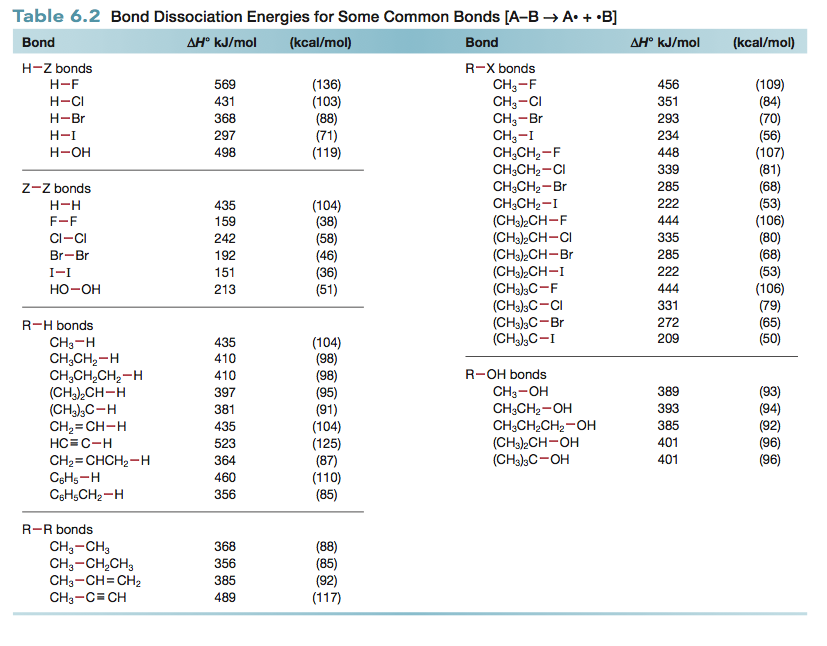 Table 6.2 Bond Dissociation Energies for Some Common Bonds [A–B → A• + •B]
Bond ΔH° kJ/mol (kcal/mol)
H–Z bonds
H–F 569 (136)
H–Cl 431 (103)
H–Br 368 (88)
H–I 297 (71)
H–OH 498 (119)
Z–Z bonds
H–H 435 (104)
F–F 159 (38)
Cl–Cl 242 (58)
Br–Br 192 (46)
I–I 151 (36)
HO–OH 213 (51)
R–H bonds
CH₃–H 435 (104)
CH₃CH₂–H 410 (98)
CH₃CH₂CH₂–H 410 (98)
(CH₃)₂CH–H 397 (95)
(CH₃)₃C–H 381 (91)
CH₂=CH–H 435 (104)
HC≡C–H 523 (125)
CH₂=CHCH₂–H 364 (87)
C₆H₅–H 460 (110)
C₆H₅CH₂–H 356 (85)
R–R bonds
CH₃–CH₃ 368 (88)
CH₃–CH₂CH₃ 356 (85)
CH₃–CH=CH₂ 385 (92)
CH₃–C≡CH 489 (117)
Bond ΔH° kJ/mol (kcal/mol)
R–X bonds
CH₃–F 456 (109)
CH₃–Cl 351 (84)
CH₃–Br 293 (70)
CH₃–I 234 (56)
CH₃CH₂–F 448 (107)
CH₃CH₂–Cl 339 (81)
CH₃CH₂–Br 285 (68)
CH₃CH₂–I 222 (53)
(CH₃)₂CH–F 444 (106)
(CH₃)₂CH–Cl 335 (80)
(CH₃)₂CH–Br 285 (68)
(CH₃)₂CH–I 222 (53)
(CH₃)₃C–F 444 (106)
(CH₃)₃C–Cl 331 (79)
(CH₃)₃C–Br 272 (65)
(CH₃)₃C–I 209 (50)
R–OH bonds
CH₃–OH 389 (93)
CH₃CH₂–OH 393 (94)
CH₃CH₂CH₂–OH 385 (92)
(CH₃)₂CH–OH 401 (96)
(CH₃)₃C–OH 401 (96)